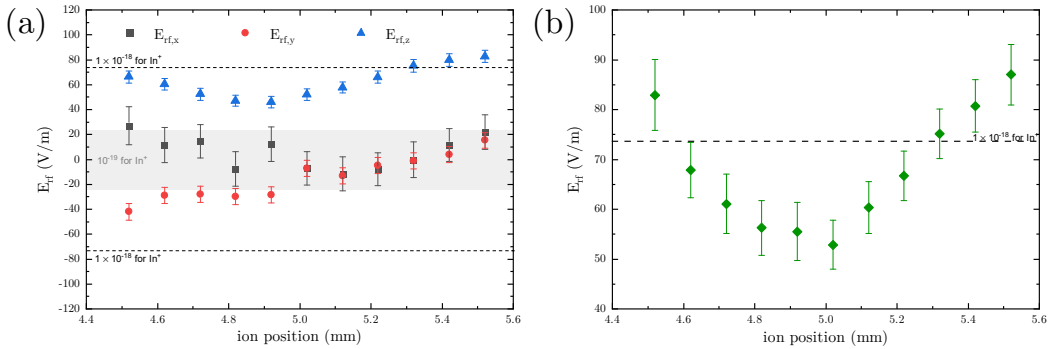 (a)
E_rf,x E_rf,y E_rf,z
1 × 10⁻¹⁸ for In⁺
10⁻¹⁹ for In⁺
1 × 10⁻¹⁸ for In⁺
120
100
80
60
40
20
0
-20
-40
-60
-80
-100
-120
E_rf (V/m)
4.4 4.6 4.8 5.0 5.2 5.4 5.6
ion position (mm)
(b)
1 × 10⁻¹⁸ for In⁺
100
90
80
70
60
50
40
E_rf (V/m)
4.4 4.6 4.8 5.0 5.2 5.4 5.6
ion position (mm)